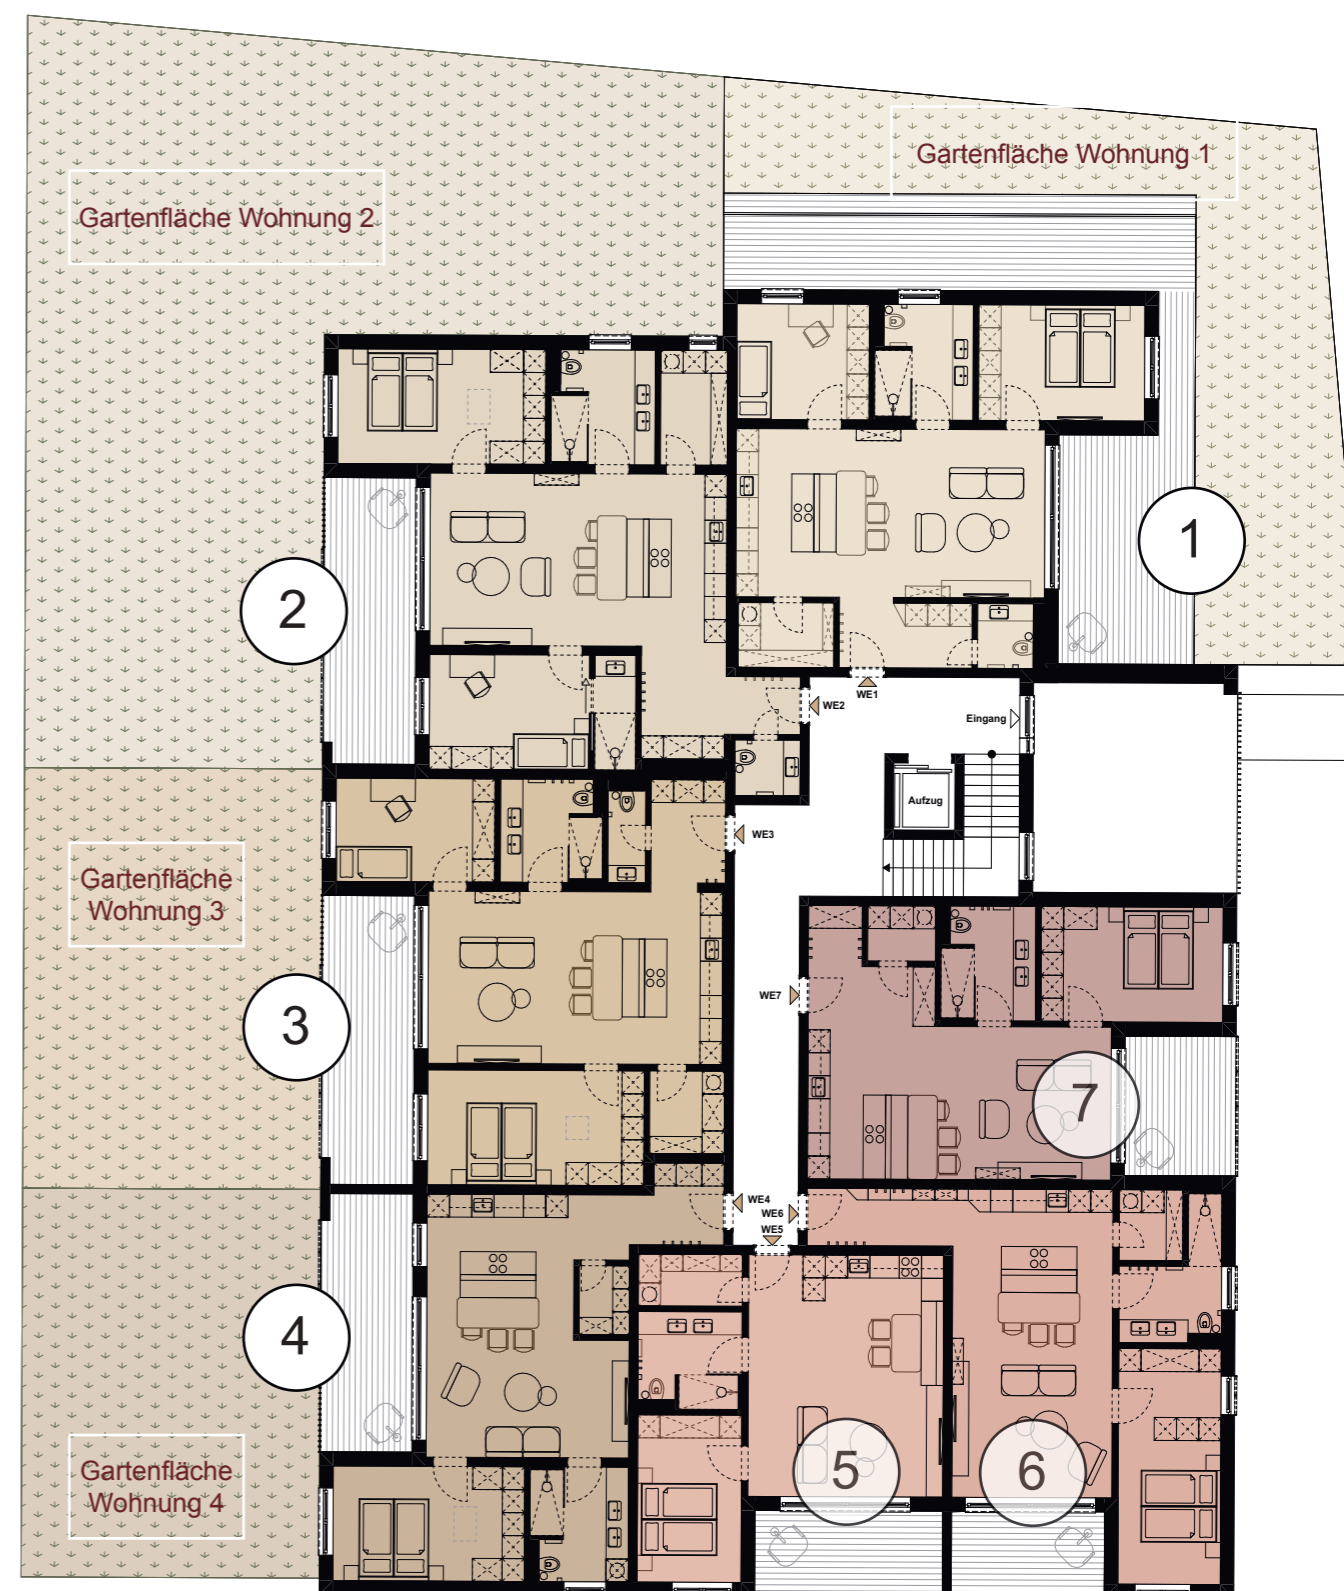 Gartenfläche Wohnung 1
Gartenfläche Wohnung 2
1
2
WE1
WE2
Eingang
Aufzug
WE3
Gartenfläche
Wohnung 3
3
WE7
7
WE4
WE6
WE5
4
5
6
Gartenfläche
Wohnung 4